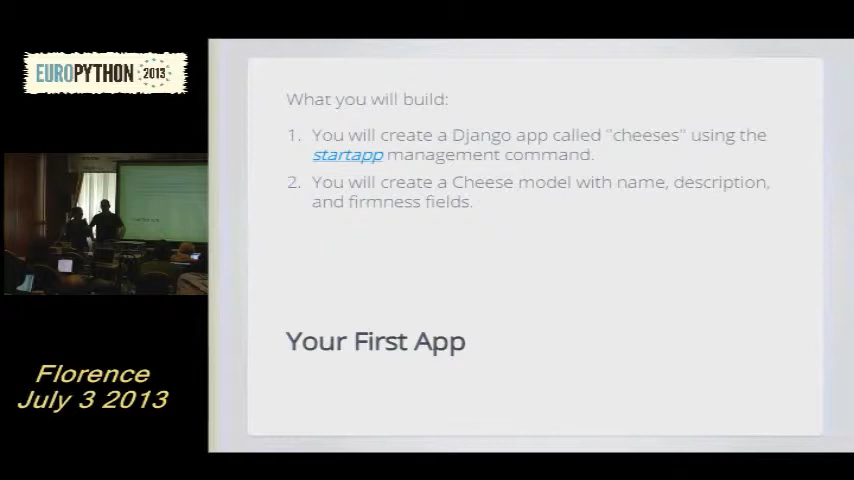 EUROPYTHON 2013
What you will build:
1. You will create a Django app called "cheeses" using the
startapp management command.
2. You will create a Cheese model with name, description,
and firmness fields.
Your First App
Florence
July 3 2013